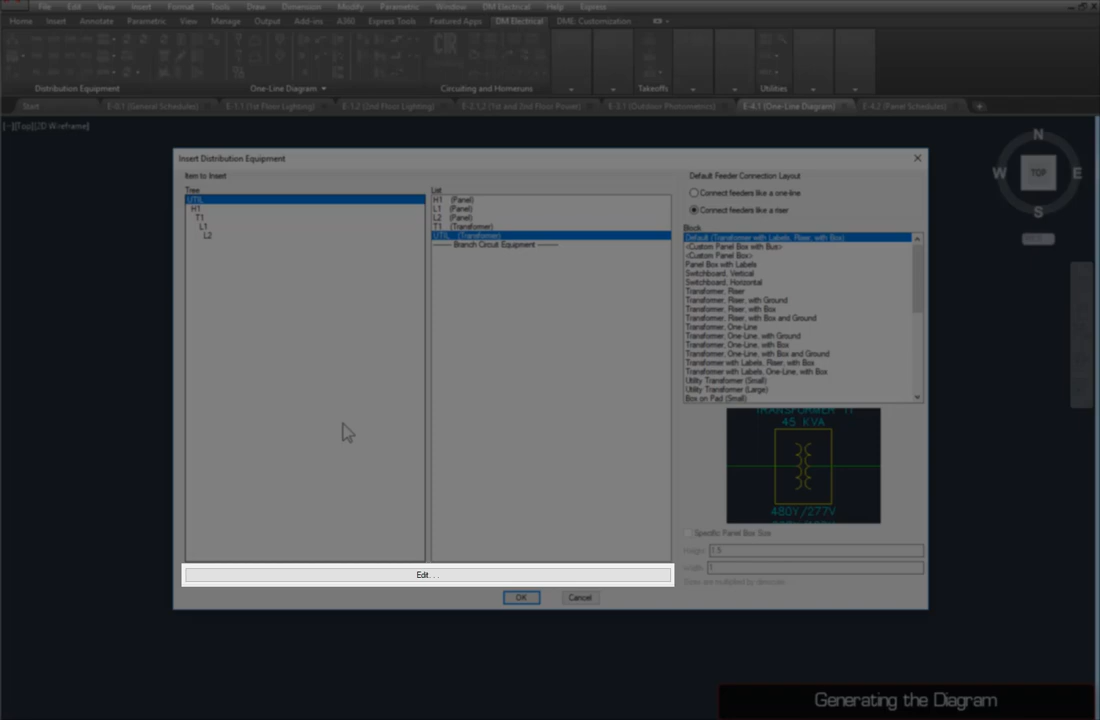 File Edit View Insert Format Tools Draw Dimension Modify Parametric Window DM Electrical Help Express
Home Insert Annotate Parametric View Manage Output Add-ins A360 Express Tools Featured Apps DM Electrical DME: Customization
CIR
Distribution Equipment One-Line Diagram Circuiting and Homeruns Takeoffs Utilities
Start E-0.1 (General Schedules) E-1.1 (1st Floor Lighting) E-1.2 (2nd Floor Lighting) E-2.1,2 (1st and 2nd Floor Power) E-3.1 (Outdoor Photometrics) E-4.1 (One-Line Diagram) E-4.2 (Panel Schedules)
[-][Top][2D Wireframe]
N
W TOP E
S
Insert Distribution Equipment
Item to Insert
Tree
UTIL
H1
T1
L1
L2
List
H1 (Panel)
L1 (Panel)
L2 (Panel)
T1 (Transformer)
UTIL (Transformer)
------- Branch Circuit Equipment -------
Edit...
Default Feeder Connection Layout
Connect feeders like a one-line
Connect feeders like a riser
Block
Default (Transformer with Labels, Riser, with Box)
<Custom Panel Box with Bus>
<Custom Panel Box>
Panel Box with Labels
Switchboard, Vertical
Switchboard, Horizontal
Transformer, Riser
Transformer, Riser, with Ground
Transformer, Riser, with Box
Transformer, Riser, with Box and Ground
Transformer, One-Line
Transformer, One-Line, with Ground
Transformer, One-Line, with Box
Transformer, One-Line, with Box and Ground
Transformer with Labels, Riser, with Box
Transformer with Labels, One-Line, with Box
Utility Transformer (Small)
Utility Transformer (Large)
Box on Pad (Small)
TRANSFORMER T1
45 KVA
480Y/277V
Specific Panel Box Size
Height: 1.5
Width: 1
Sizes are multiplied by dimscale.
OK Cancel
Generating the Diagram